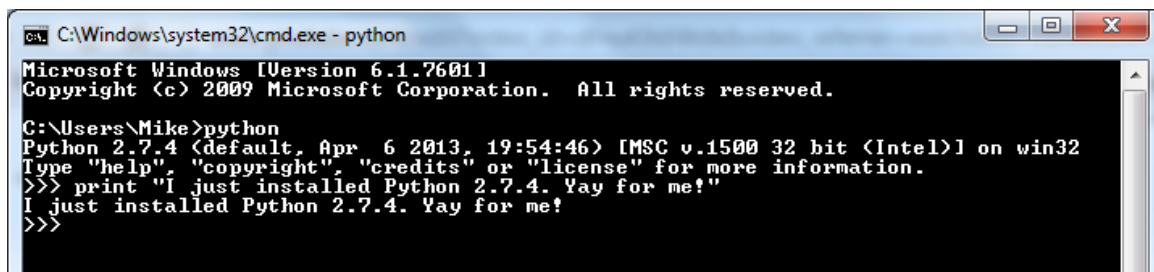 C:\Windows\system32\cmd.exe - python
Microsoft Windows [Version 6.1.7601]
Copyright (c) 2009 Microsoft Corporation.  All rights reserved.
C:\Users\Mike>python
Python 2.7.4 (default, Apr  6 2013, 19:54:46) [MSC v.1500 32 bit (Intel)] on win32
Type "help", "copyright", "credits" or "license" for more information.
>>> print "I just installed Python 2.7.4. Yay for me!"
I just installed Python 2.7.4. Yay for me!
>>>